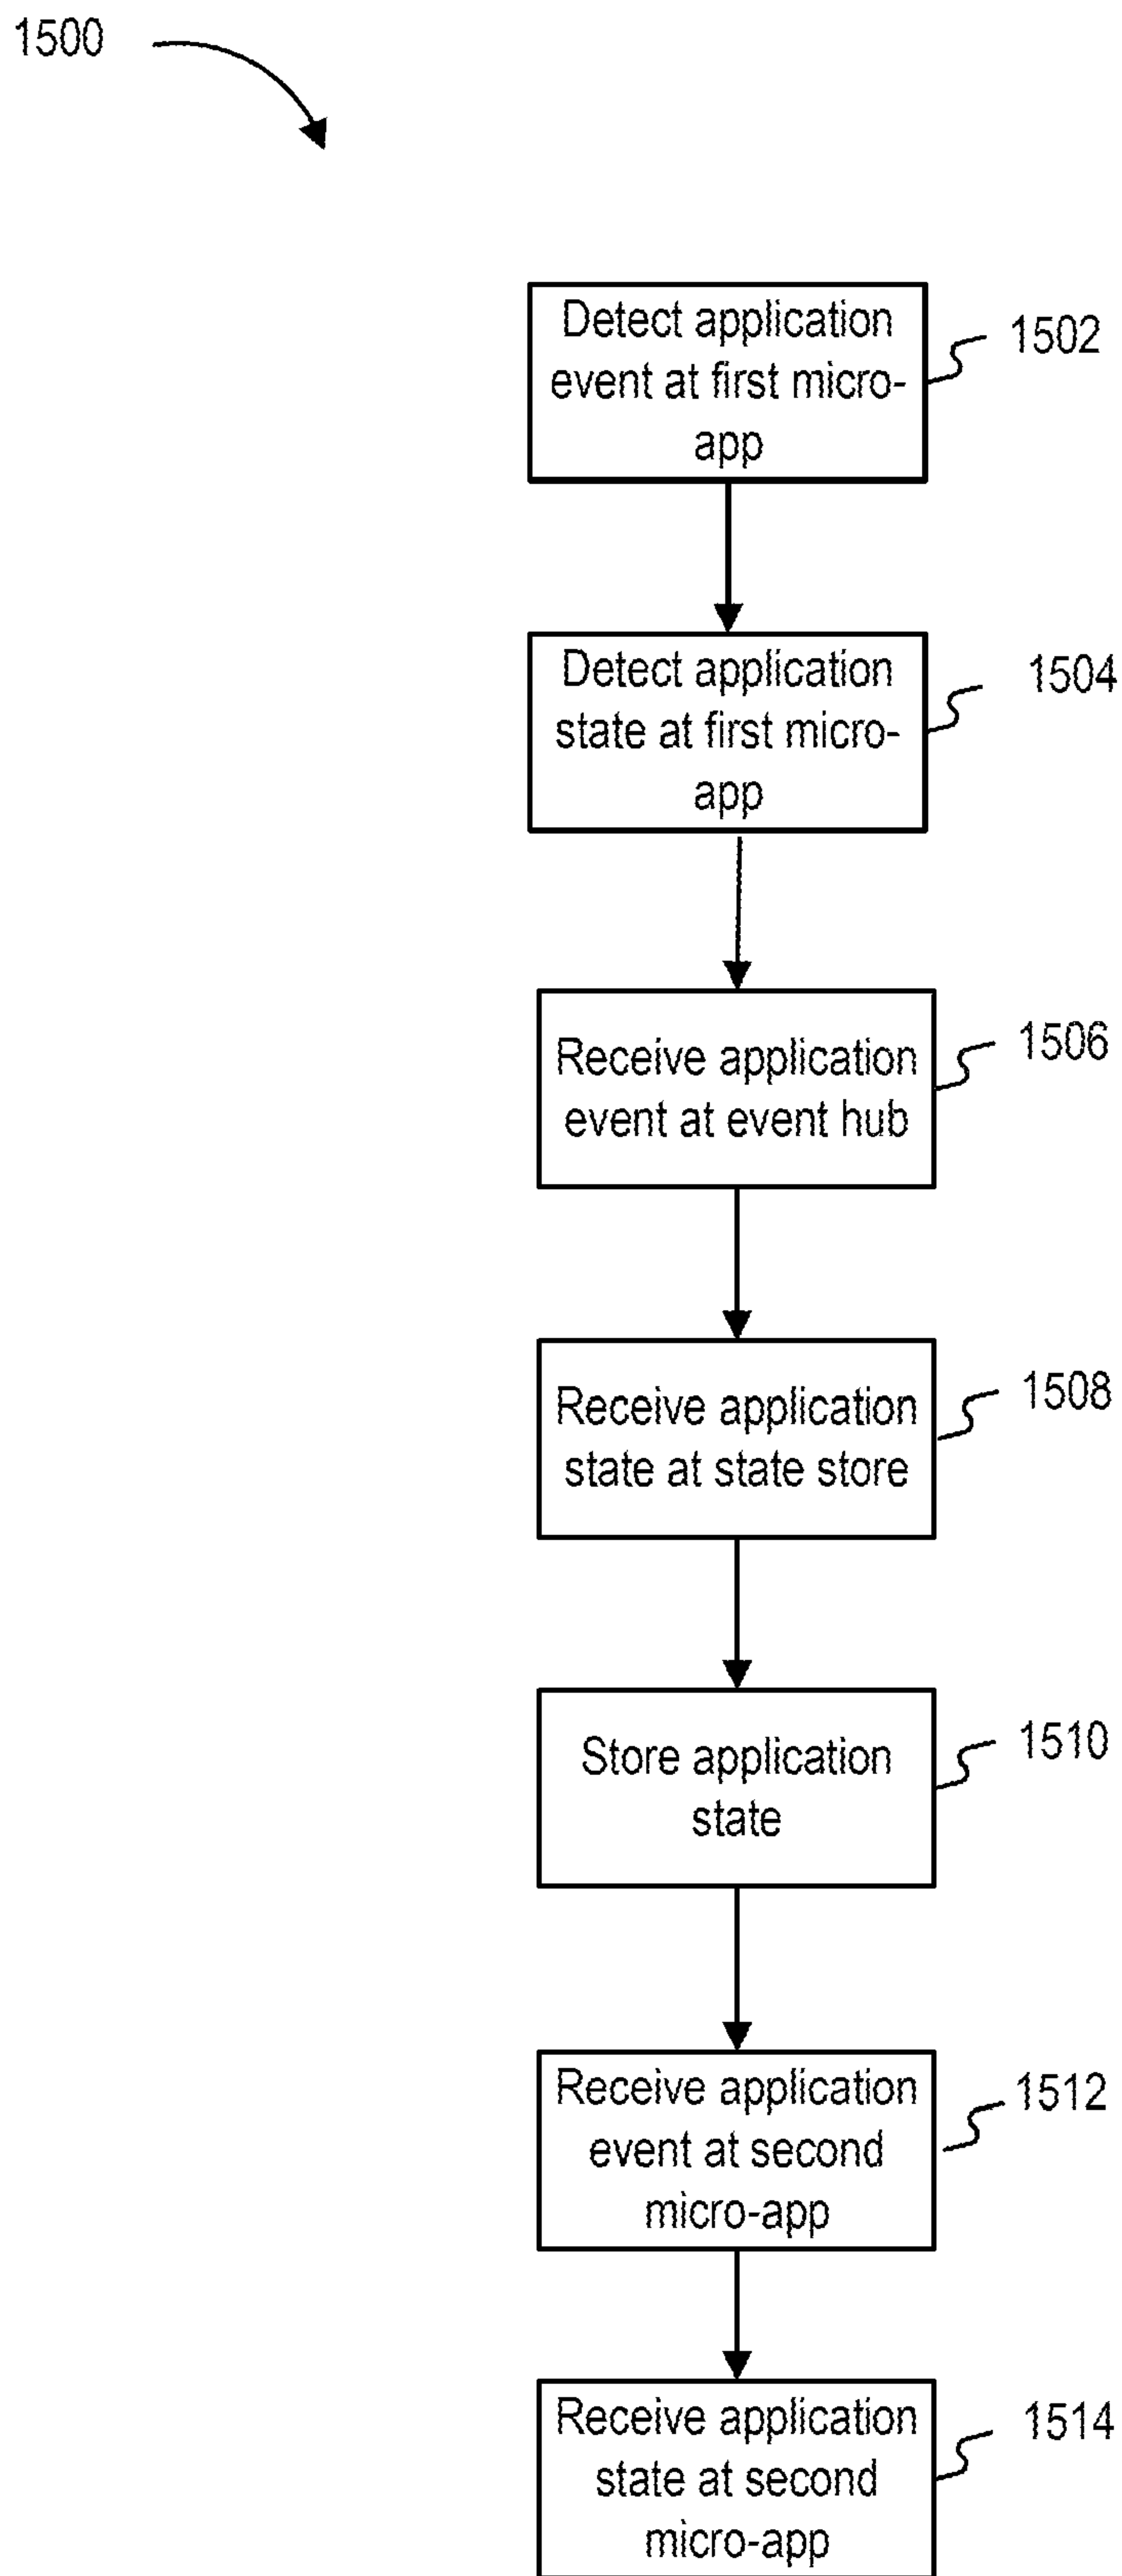 1500
Detect application
event at first micro-
app
1502
Detect application
state at first micro-
app
1504
Receive application
event at event hub
1506
Receive application
state at state store
1508
Store application
state
1510
Receive application
event at second
micro-app
1512
Receive application
state at second
micro-app
1514